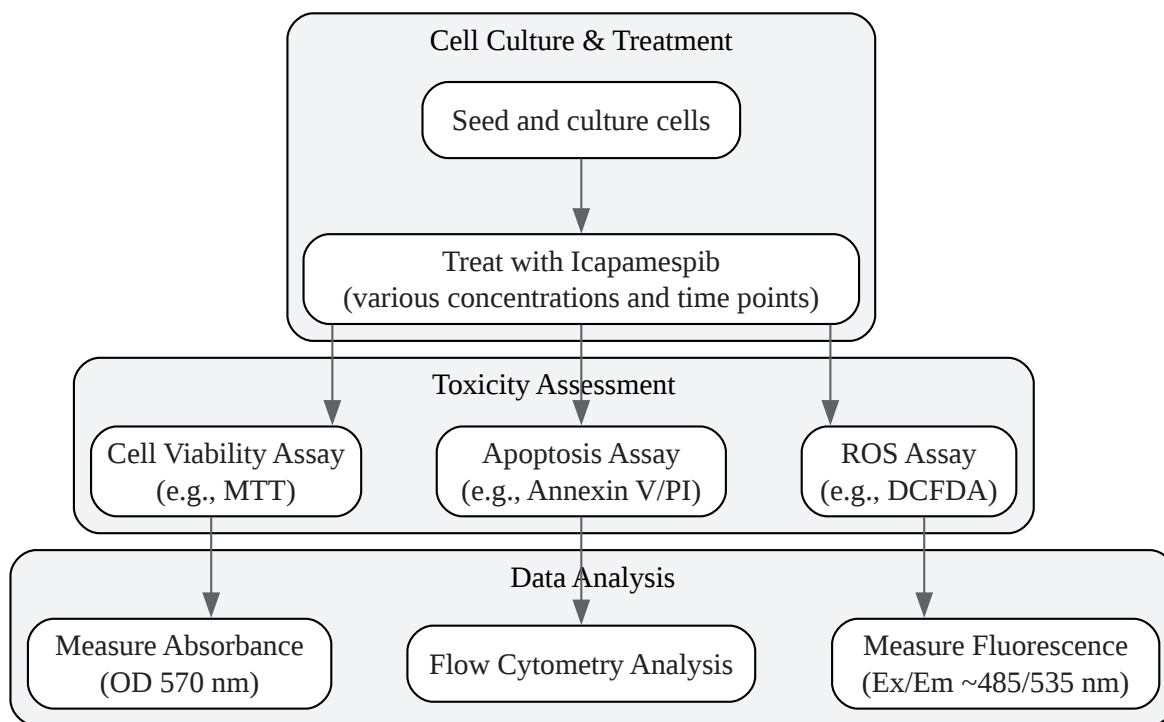 Cell Culture & Treatment
Seed and culture cells
Treat with Icapamespib
(various concentrations and time points)
Toxicity Assessment
Cell Viability Assay
(e.g., MTT)
Apoptosis Assay
(e.g., Annexin V/PI)
ROS Assay
(e.g., DCFDA)
Data Analysis
Measure Absorbance
(OD 570 nm)
Flow Cytometry Analysis
Measure Fluorescence
(Ex/Em ~485/535 nm)